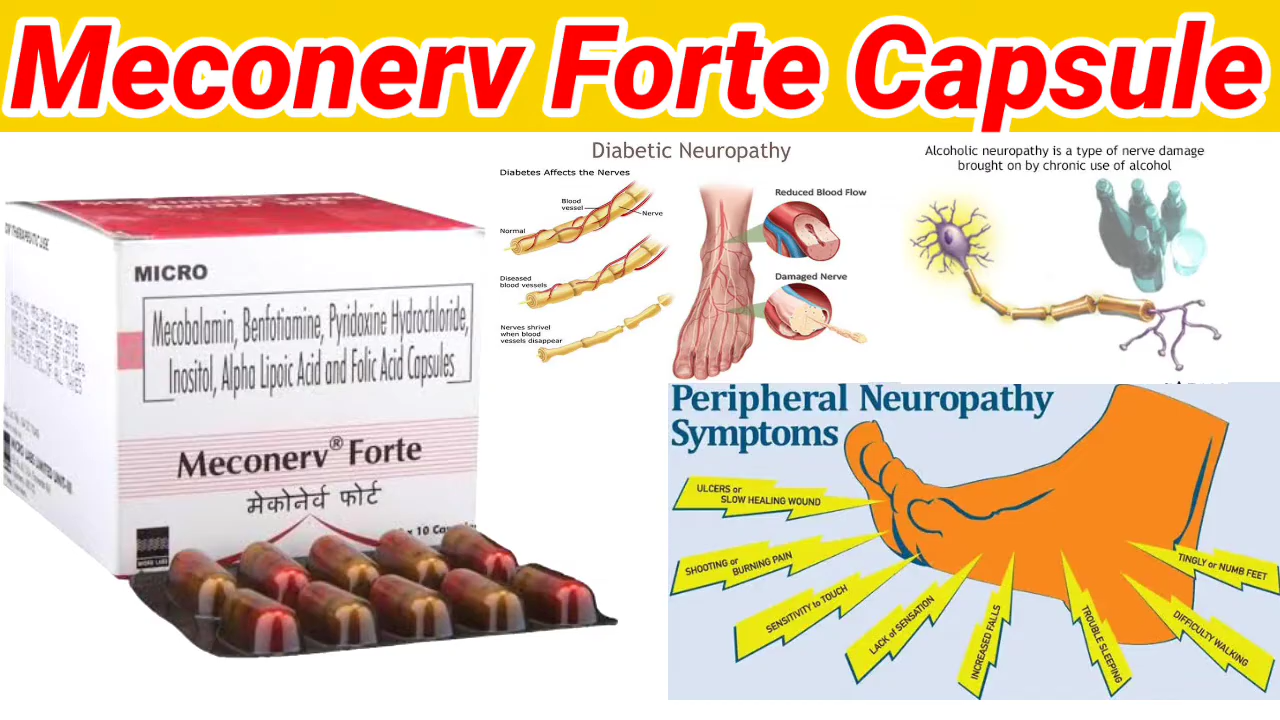 Meconerv Forte Capsule
MICRO
Mecobalamin, Benfotiamine, Pyridoxine Hydrochloride,
Inositol, Alpha Lipoic Acid and Folic Acid Capsules
Meconerv® Forte
मेकोनेर्व फोर्ट
x 10
MICRO LABS
Diabetic Neuropathy
Diabetes Affects the Nerves
Blood
vessel
Nerve
Normal
Diseased
blood vessels
Nerves shrivel
when blood
vessels disappear
Reduced Blood Flow
Damaged Nerve
Alcoholic neuropathy is a type of nerve damage
brought on by chronic use of alcohol
Peripheral Neuropathy
Symptoms
ULCERS or
SLOW HEALING WOUND
SHOOTING or
BURNING PAIN
SENSITIVITY to TOUCH
LACK of SENSATION
INCREASED FALLS
TROUBLE SLEEPING
DIFFICULTY WALKING
TINGLY or NUMB FEET